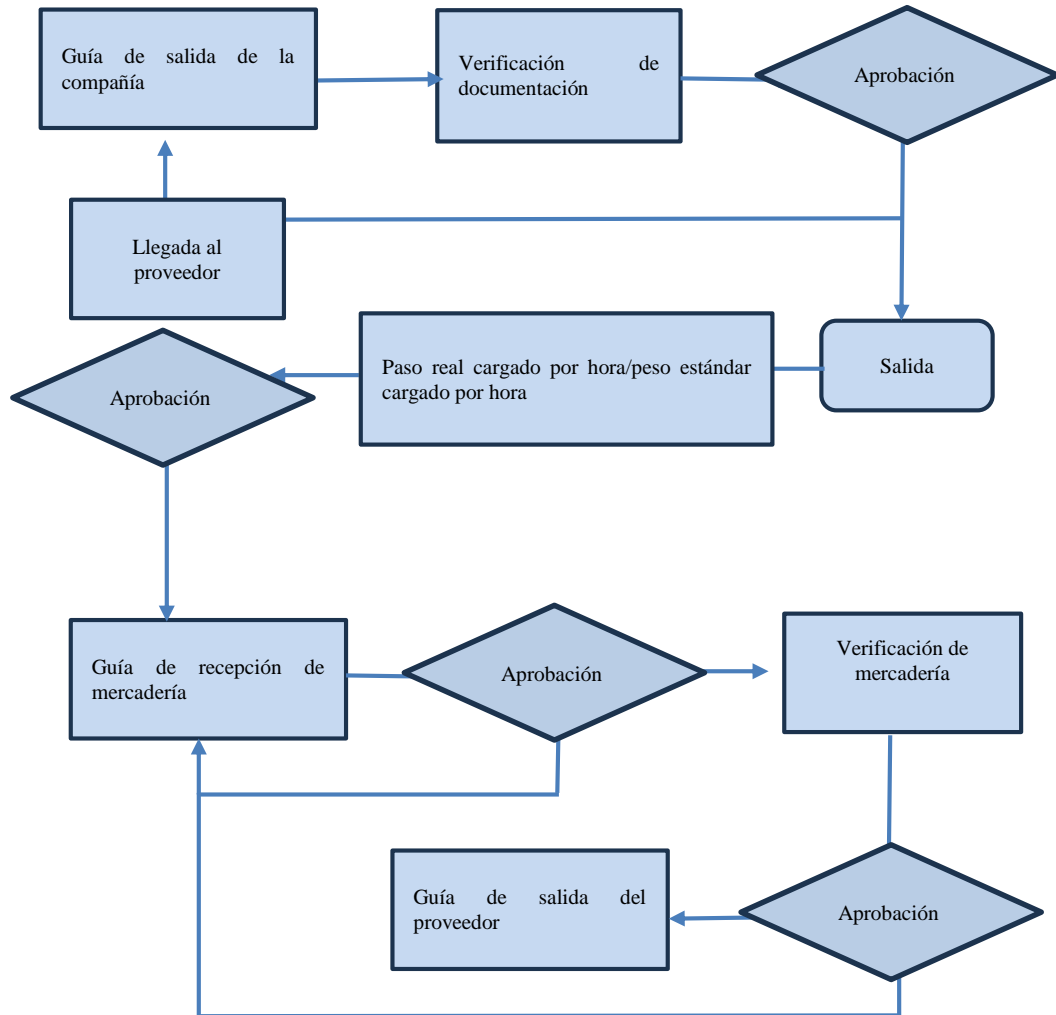 Guía de salida de la
compañía
Verificación de
documentación
Aprobación
Llegada al
proveedor
Paso real cargado por hora/peso estándar
cargado por hora
Salida
Aprobación
Guía de recepción de
mercadería
Aprobación
Verificación de
mercadería
Guía de salida del
proveedor
Aprobación